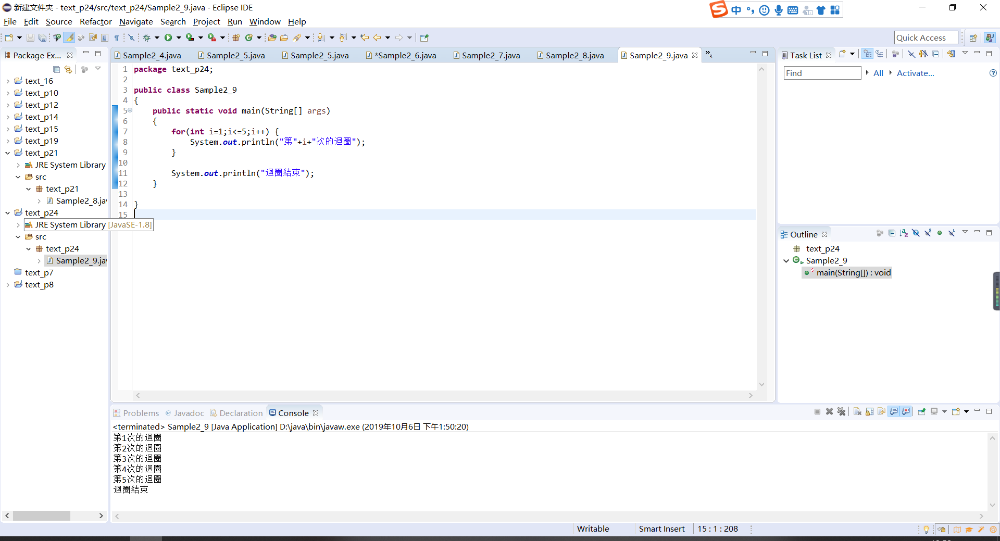 新建文件夹 - text_p24/src/text_p24/Sample2_9.java - Eclipse IDE
中
File Edit Source Refactor Navigate Search Project Run Window Help
Quick Access
Package Ex...
Sample2_4.java Sample2_5.java Sample2_5.java *Sample2_6.java Sample2_7.java Sample2_8.java Sample2_9.java
Task List
Find All Activate...
text_16
text_p10
text_p12
text_p14
text_p15
text_p19
text_p21
JRE System Library
src
text_p21
Sample2_8.jav
text_p24
JRE System Library [JavaSE-1.8]
src
text_p24
Sample2_9.jav
text_p7
text_p8
1 package text_p24;
2
3 public class Sample2_9
4 {
5 public static void main(String[] args)
6 {
7 for(int i=1;i<=5;i++) {
8 System.out.println("第"+i+"次的迴圈");
9 }
10
11 System.out.println("迴圈結束");
12 }
13
14 }
15
Outline
text_p24
Sample2_9
main(String[]) : void
Problems @ Javadoc Declaration Console
<terminated> Sample2_9 [Java Application] D:\java\bin\javaw.exe (2019年10月6日 下午1:50:20)
第1次的迴圈
第2次的迴圈
第3次的迴圈
第4次的迴圈
第5次的迴圈
迴圈結束
Writable Smart Insert 15 : 1 : 208